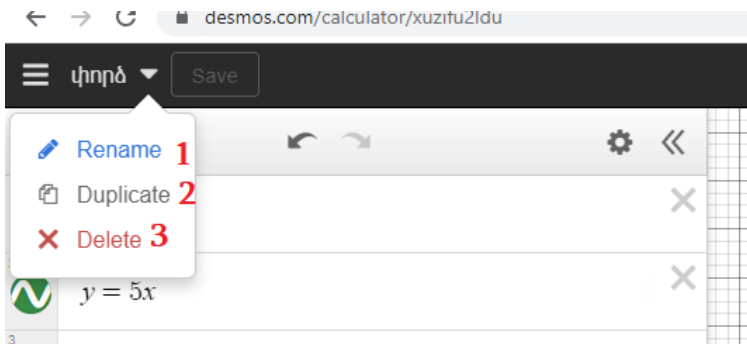 desmos.com/calculator/xuzifu2ldu
փորձ Save
Rename 1
Duplicate 2
Delete 3
y = 5x
3